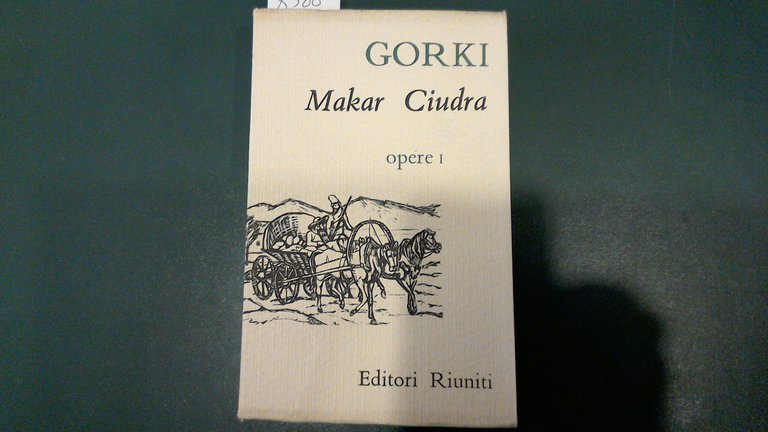 GORKI
Makar Ciudra
opere I
Editori Riuniti